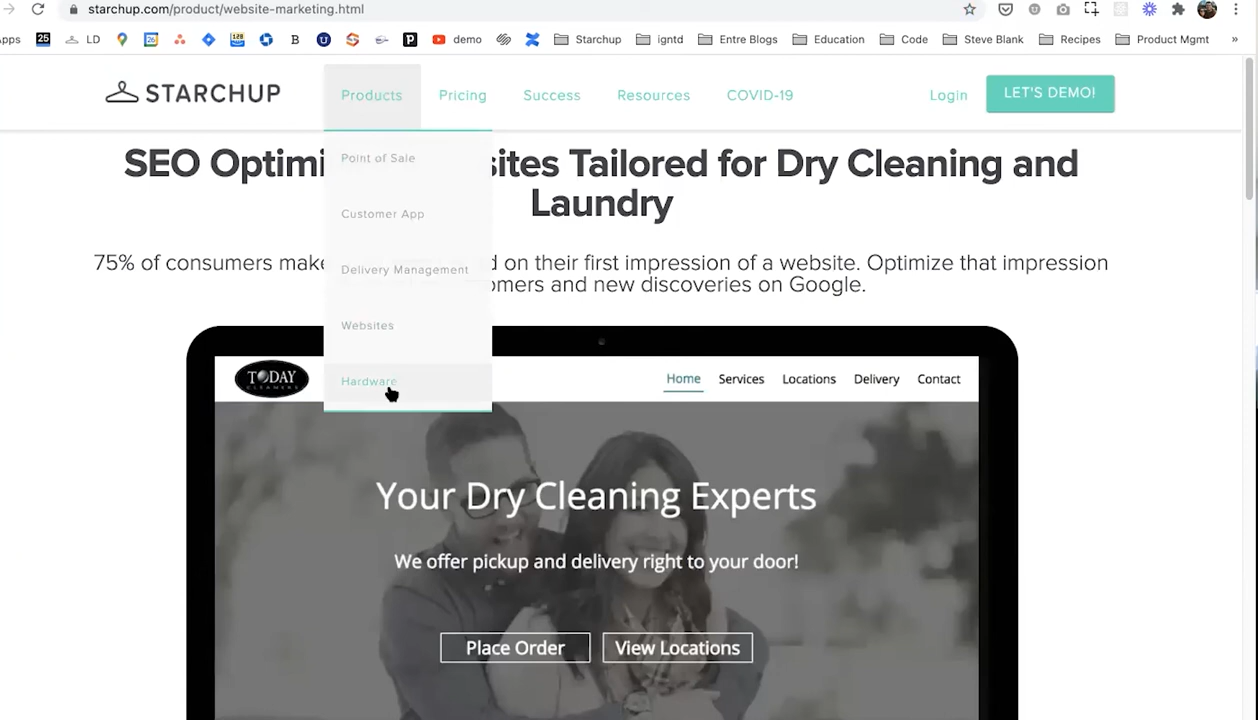 starchup.com/product/website-marketing.html
Apps
25
LD
26
128
B
U
S
P
demo
Starchup
igntd
Entre Blogs
Education
Code
Steve Blank
Recipes
Product Mgmt
»
STARCHUP
Products
Pricing
Success
Resources
COVID-19
Login
LET'S DEMO!
Point of Sale
Customer App
Delivery Management
Websites
Hardware
SEO Optimi sites Tailored for Dry Cleaning and
Laundry
75% of consumers make d on their first impression of a website. Optimize that impression
omers and new discoveries on Google.
TODAY
CLEANERS
Home
Services
Locations
Delivery
Contact
Your Dry Cleaning Experts
We offer pickup and delivery right to your door!
Place Order
View Locations